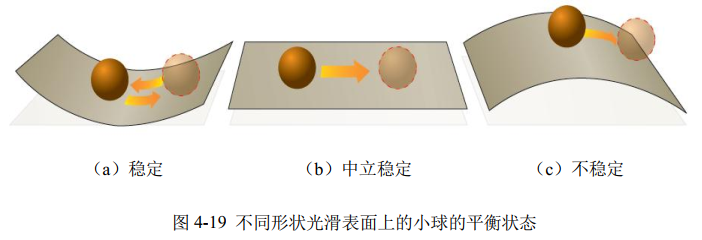 （a）稳定 （b）中立稳定 （c）不稳定
图 4-19 不同形状光滑表面上的小球的平衡状态